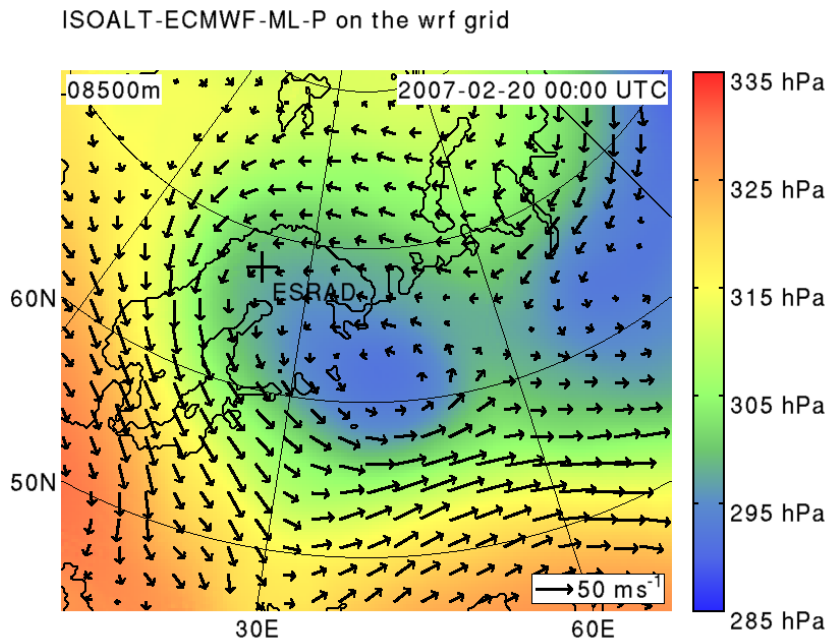 ISOALT-ECMWF-ML-P on the wrf grid
08500m
2007-02-20 00:00 UTC
335 hPa
325 hPa
ESRAD
60N
315 hPa
305 hPa
50N
295 hPa
50 ms⁻¹
285 hPa
30E
60E